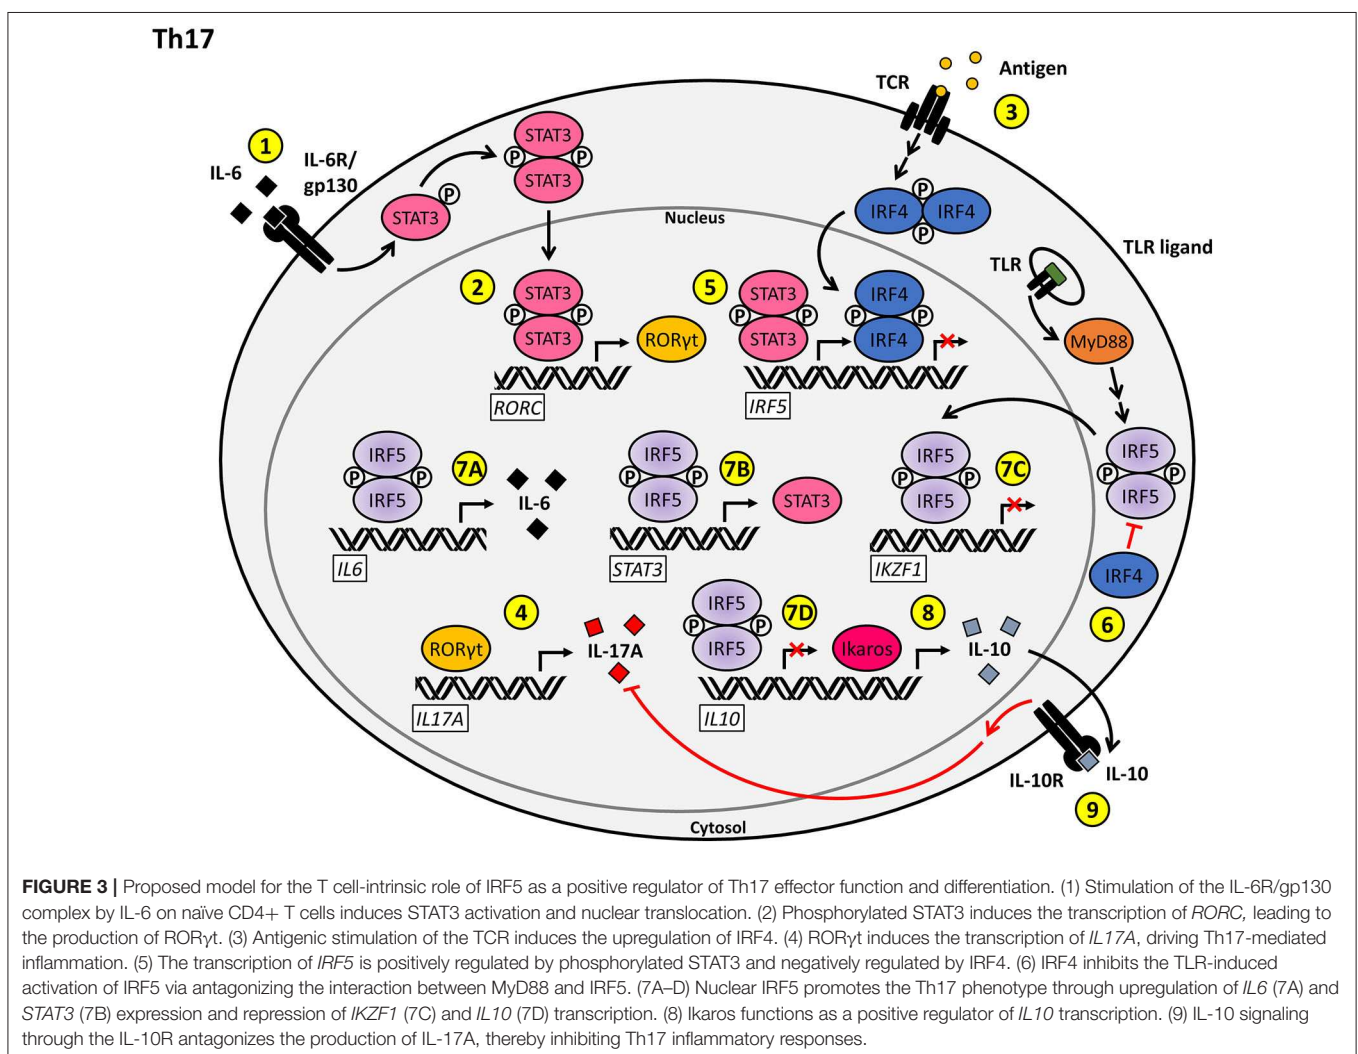 Th17
Antigen
TCR
3
1
IL-6
IL-6R/
gp130
STAT3
P
STAT3
P
P
STAT3
P
IRF4
IRF4
P
Nucleus
TLR ligand
TLR
2
STAT3
P
P
STAT3
RORγt
RORC
5
STAT3
P
P
STAT3
IRF4
P
P
IRF4
IRF5
MyD88
IRF5
P
P
IRF5
7A
IL-6
IL6
IRF5
P
P
IRF5
7B
STAT3
STAT3
IRF5
P
P
IRF5
7C
IKZF1
IRF5
P
P
IRF5
IRF4
6
4
RORγt
IL-17A
IL17A
IRF5
P
P
IRF5
7D
Ikaros
8
IL-10
IL10
IL-10R
IL-10
9
Cytosol
FIGURE 3 | Proposed model for the T cell-intrinsic role of IRF5 as a positive regulator of Th17 effector function and differentiation. (1) Stimulation of the IL-6R/gp130
complex by IL-6 on naïve CD4+ T cells induces STAT3 activation and nuclear translocation. (2) Phosphorylated STAT3 induces the transcription of RORC, leading to
the production of RORγt. (3) Antigenic stimulation of the TCR induces the upregulation of IRF4. (4) RORγt induces the transcription of IL17A, driving Th17-mediated
inflammation. (5) The transcription of IRF5 is positively regulated by phosphorylated STAT3 and negatively regulated by IRF4. (6) IRF4 inhibits the TLR-induced
activation of IRF5 via antagonizing the interaction between MyD88 and IRF5. (7A–D) Nuclear IRF5 promotes the Th17 phenotype through upregulation of IL6 (7A) and
STAT3 (7B) expression and repression of IKZF1 (7C) and IL10 (7D) transcription. (8) Ikaros functions as a positive regulator of IL10 transcription. (9) IL-10 signaling
through the IL-10R antagonizes the production of IL-17A, thereby inhibiting Th17 inflammatory responses.